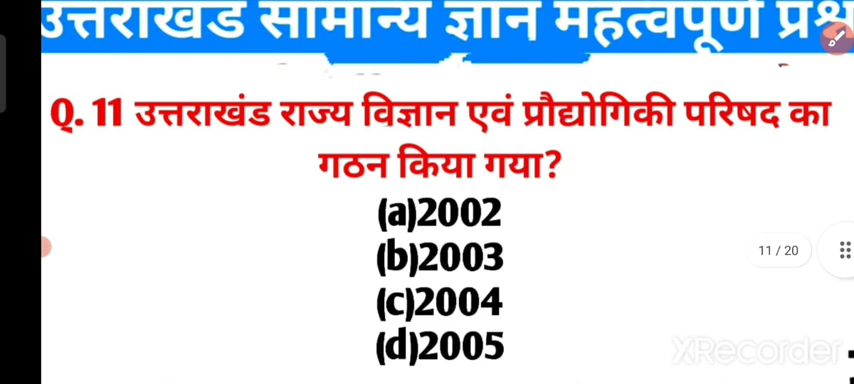 उत्तराखंड सामान्य ज्ञान महत्वपूर्ण प्रश्न
Q. 11 उत्तराखंड राज्य विज्ञान एवं प्रौद्योगिकी परिषद का
गठन किया गया?
(a)2002
(b)2003
11 / 20
(c)2004
(d)2005
XRecorder